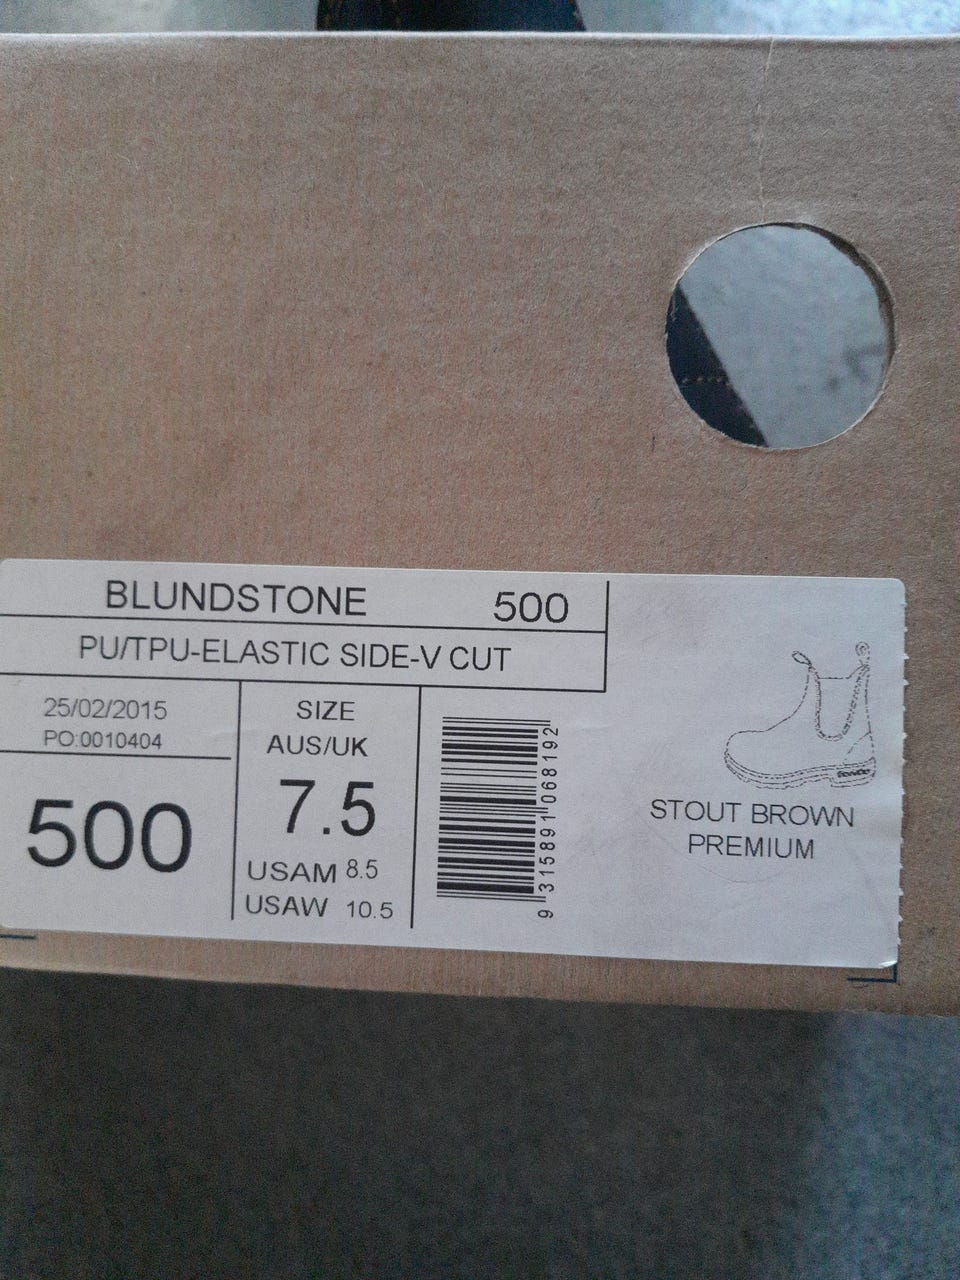 BLUNDSTONE 500
PU/TPU-ELASTIC SIDE-V CUT
25/02/2015
PO:0010404
500
SIZE
AUS/UK
7.5
USAM 8.5
USAW 10.5
9 315891 068192
STOUT BROWN
PREMIUM